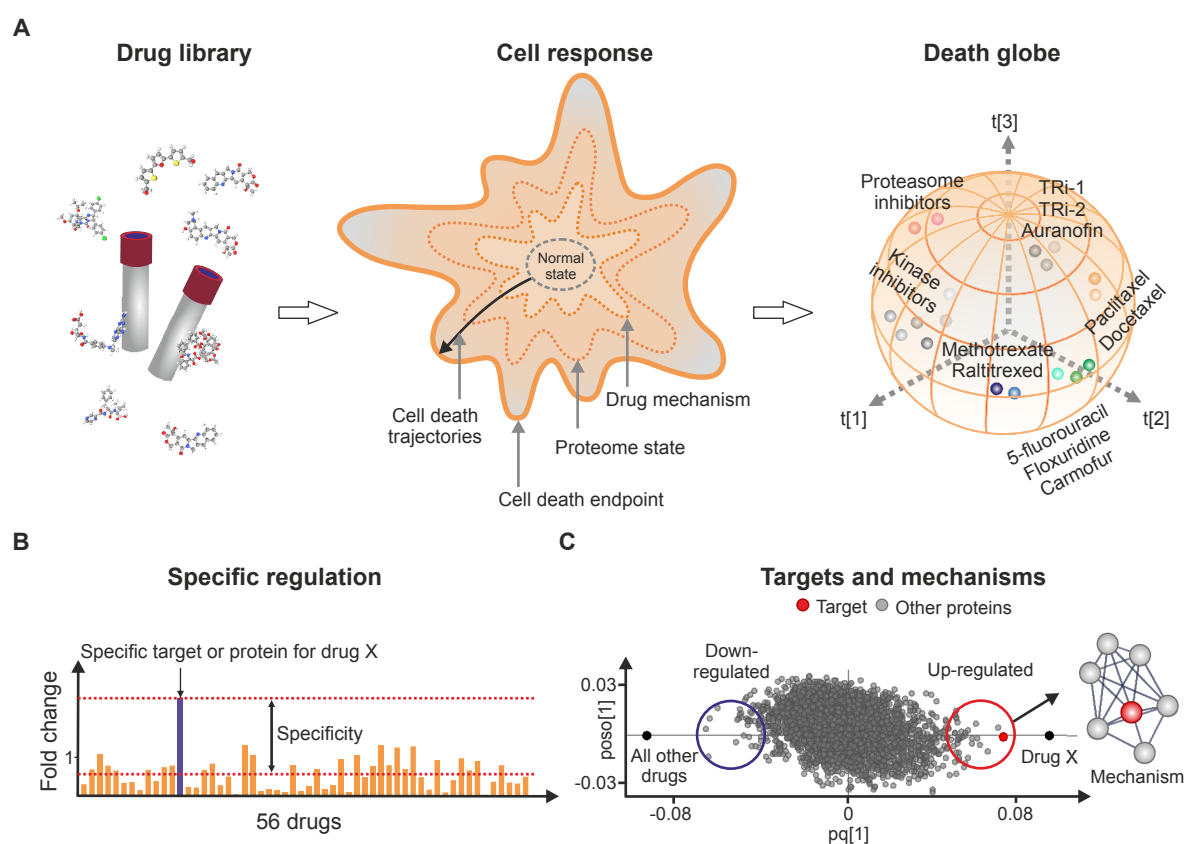 A
Drug library
Cell response
Death globe
Normal
state
Cell death
trajectories
Drug mechanism
Proteome state
Cell death endpoint
t[3]
Proteasome
inhibitors
TRi-1
TRi-2
Auranofin
Kinase
inhibitors
Paclitaxel
Docetaxel
Methotrexate
Raltitrexed
t[1]
t[2]
5-fluorouracil
Floxuridine
Carmofur
B
Specific regulation
Specific target or protein for drug X
Fold change
1
Specificity
56 drugs
C
Targets and mechanisms
Target
Other proteins
Down-
regulated
Up-regulated
poso[1]
0.03
0
-0.03
All other
drugs
Drug X
Mechanism
-0.08
0
0.08
pq[1]